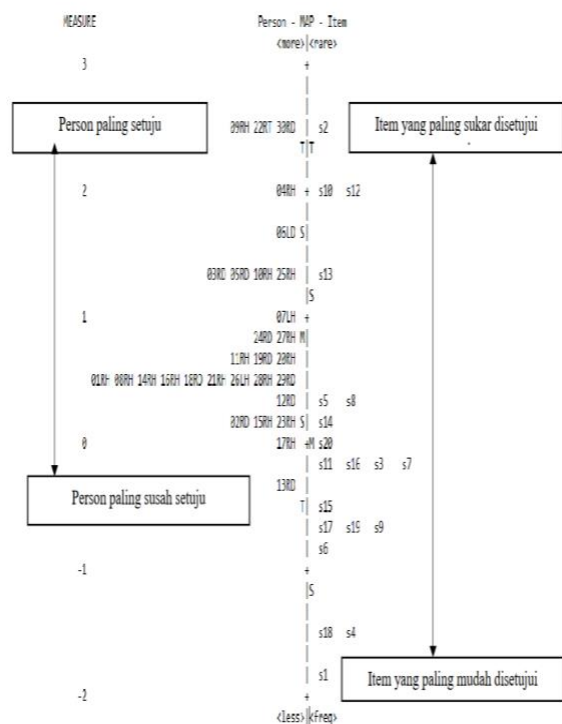 MEASURE Person - MAP - Item
<more>|<rare>
3 +
Person paling setuju
09RH 22RT 30RD | s2
Item yang paling sukar disetujui
T|T
2 04RH + s10 s12
06LD S|
03RD 05RD 10RH 25RH | s13
|S
1 07LH +
24RD 27RH M|
11RH 19RD 20RH |
01RH 08RH 14RH 16RH 18RD 21RH 26LH 28RH 29RD |
12RD | s5 s8
02RD 15RH 23RH S| s14
0 17RH +M s20
| s11 s16 s3 s7
13RD |
Person paling susah setuju
T| s15
| s17 s19 s9
| s6
-1 +
|S
| s18 s4
| s1
Item yang paling mudah disetujui
-2 +
<less>|<freq>